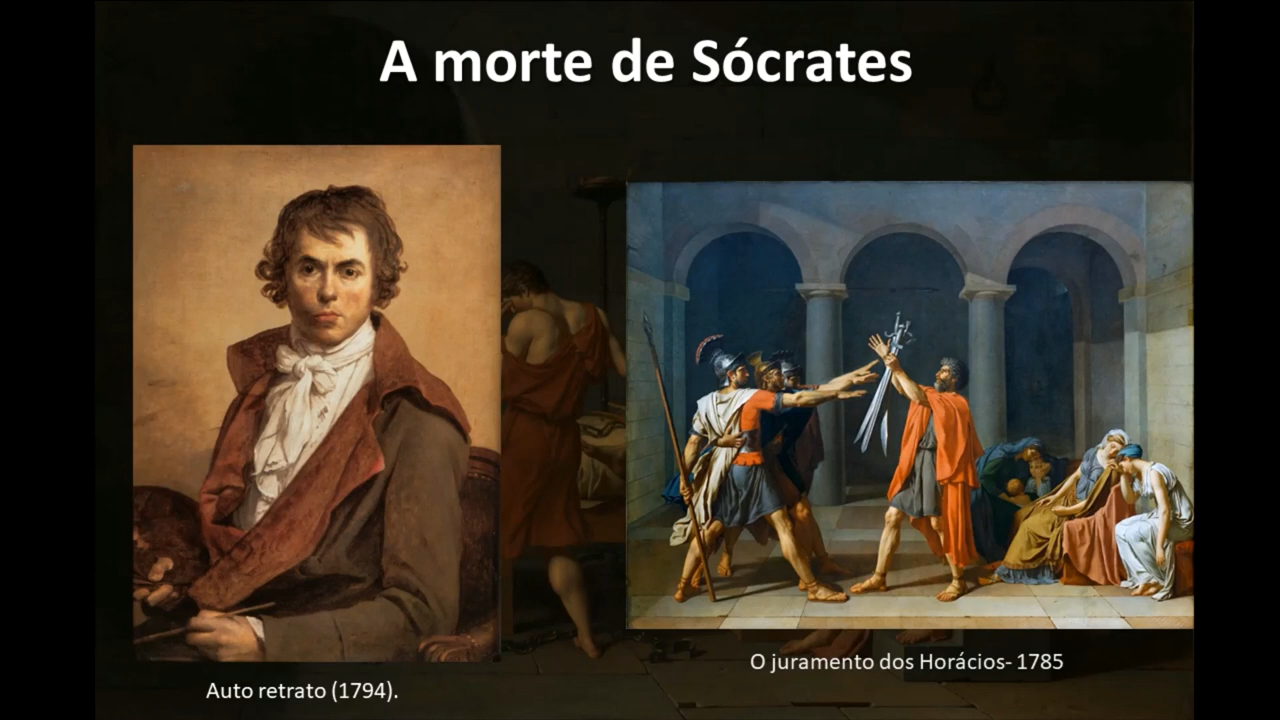 A morte de Sócrates
O juramento dos Horácios- 1785
Auto retrato (1794).